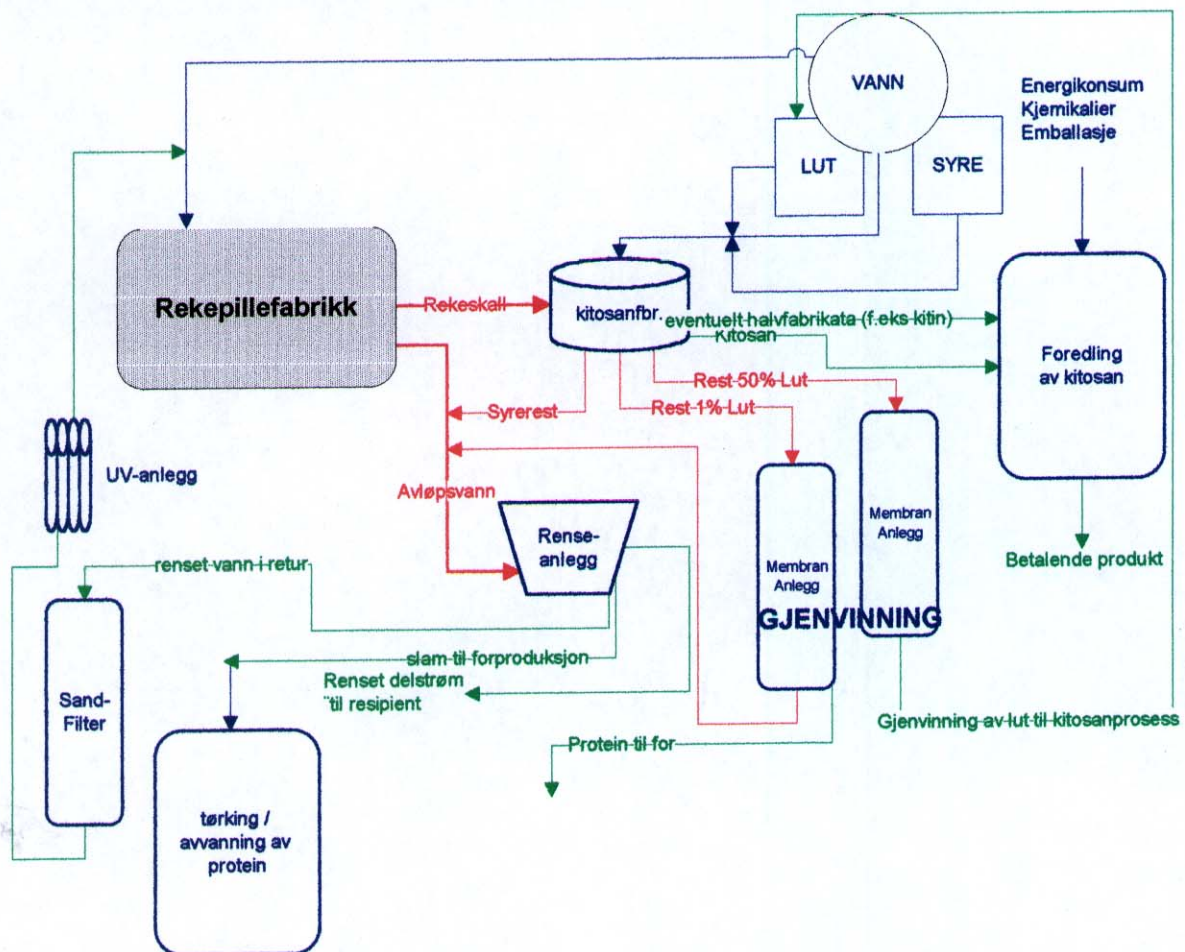 VANN
Energikonsum
Kjemikalier
Emballasje
LUT
SYRE
Rekepillefabrikk
Rekeskall
kitosanfbr.
eventuelt halvfabrikata (f.eks kitin)
Kitosan
Foredling
av kitosan
Rest 50% Lut
Rest 1% Lut
Syrerest
UV-anlegg
Avløpsvann
Rense-
anlegg
Membran
Anlegg
Membran
Anlegg
GJENVINNING
Betalende produkt
renset vann i retur
slam til forproduksjon
Renset delstrøm
¨til resipient
Sand-
Filter
Gjenvinning av lut til kitosanprosess
Protein til for
tørking /
avvanning av
protein